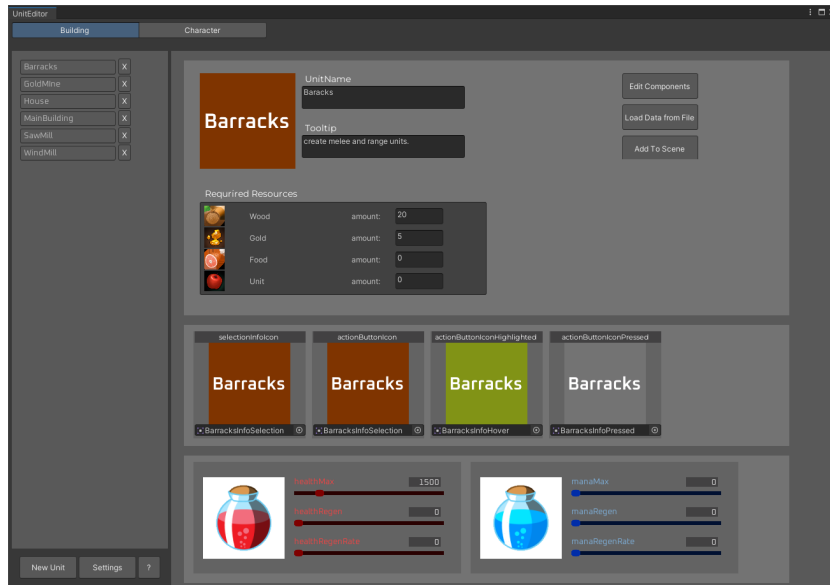 UnitEditor
Building
Character
Barracks X
GoldMIne X
House X
MainBuilding X
SawMill X
WindMill X
Barracks
UnitName
Baracks
Tooltip
create melee and range units.
Edit Components
Load Data from File
Add To Scene
Requrired Resources
Wood amount: 20
Gold amount: 5
Food amount: 0
Unit amount: 0
selectionInfoIcon
actionButtonIcon
actionButtonIconHighlighted
actionButtonIconPressed
Barracks
Barracks
Barracks
Barracks
BarracksInfoSelection
BarracksInfoSelection
BarracksInfoHover
BarracksInfoPressed
healthMax 1500
healthRegen 0
healthRegenRate 0
manaMax 0
manaRegen 0
manaRegenRate 0
New Unit
Settings
?